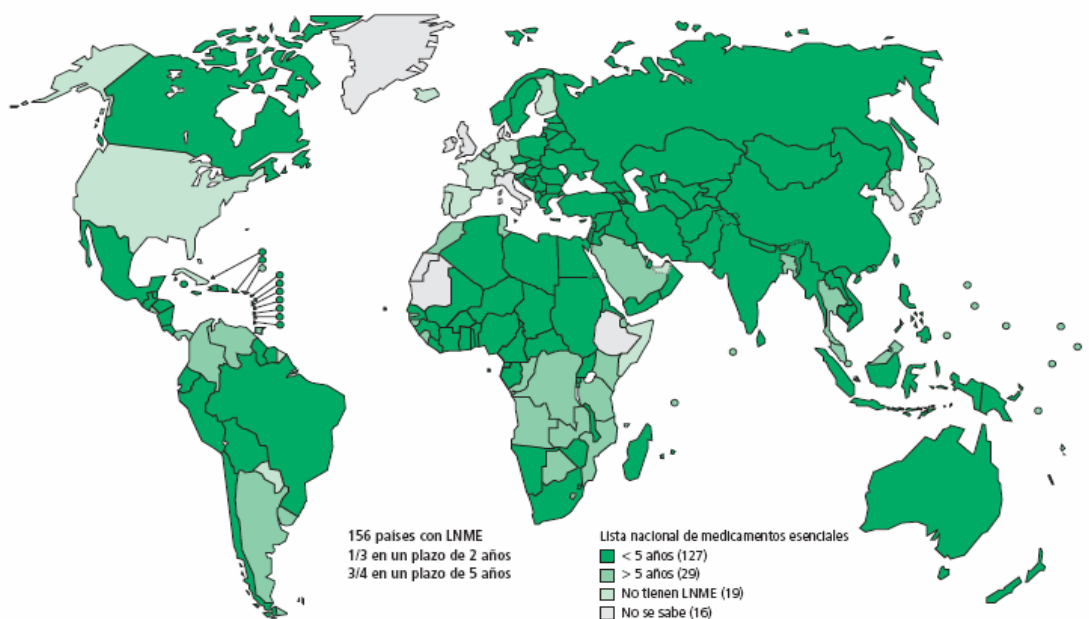 156 países con LNME
1/3 en un plazo de 2 años
3/4 en un plazo de 5 años
Lista nacional de medicamentos esenciales
< 5 años (127)
> 5 años (29)
No tienen LNME (19)
No se sabe (16)